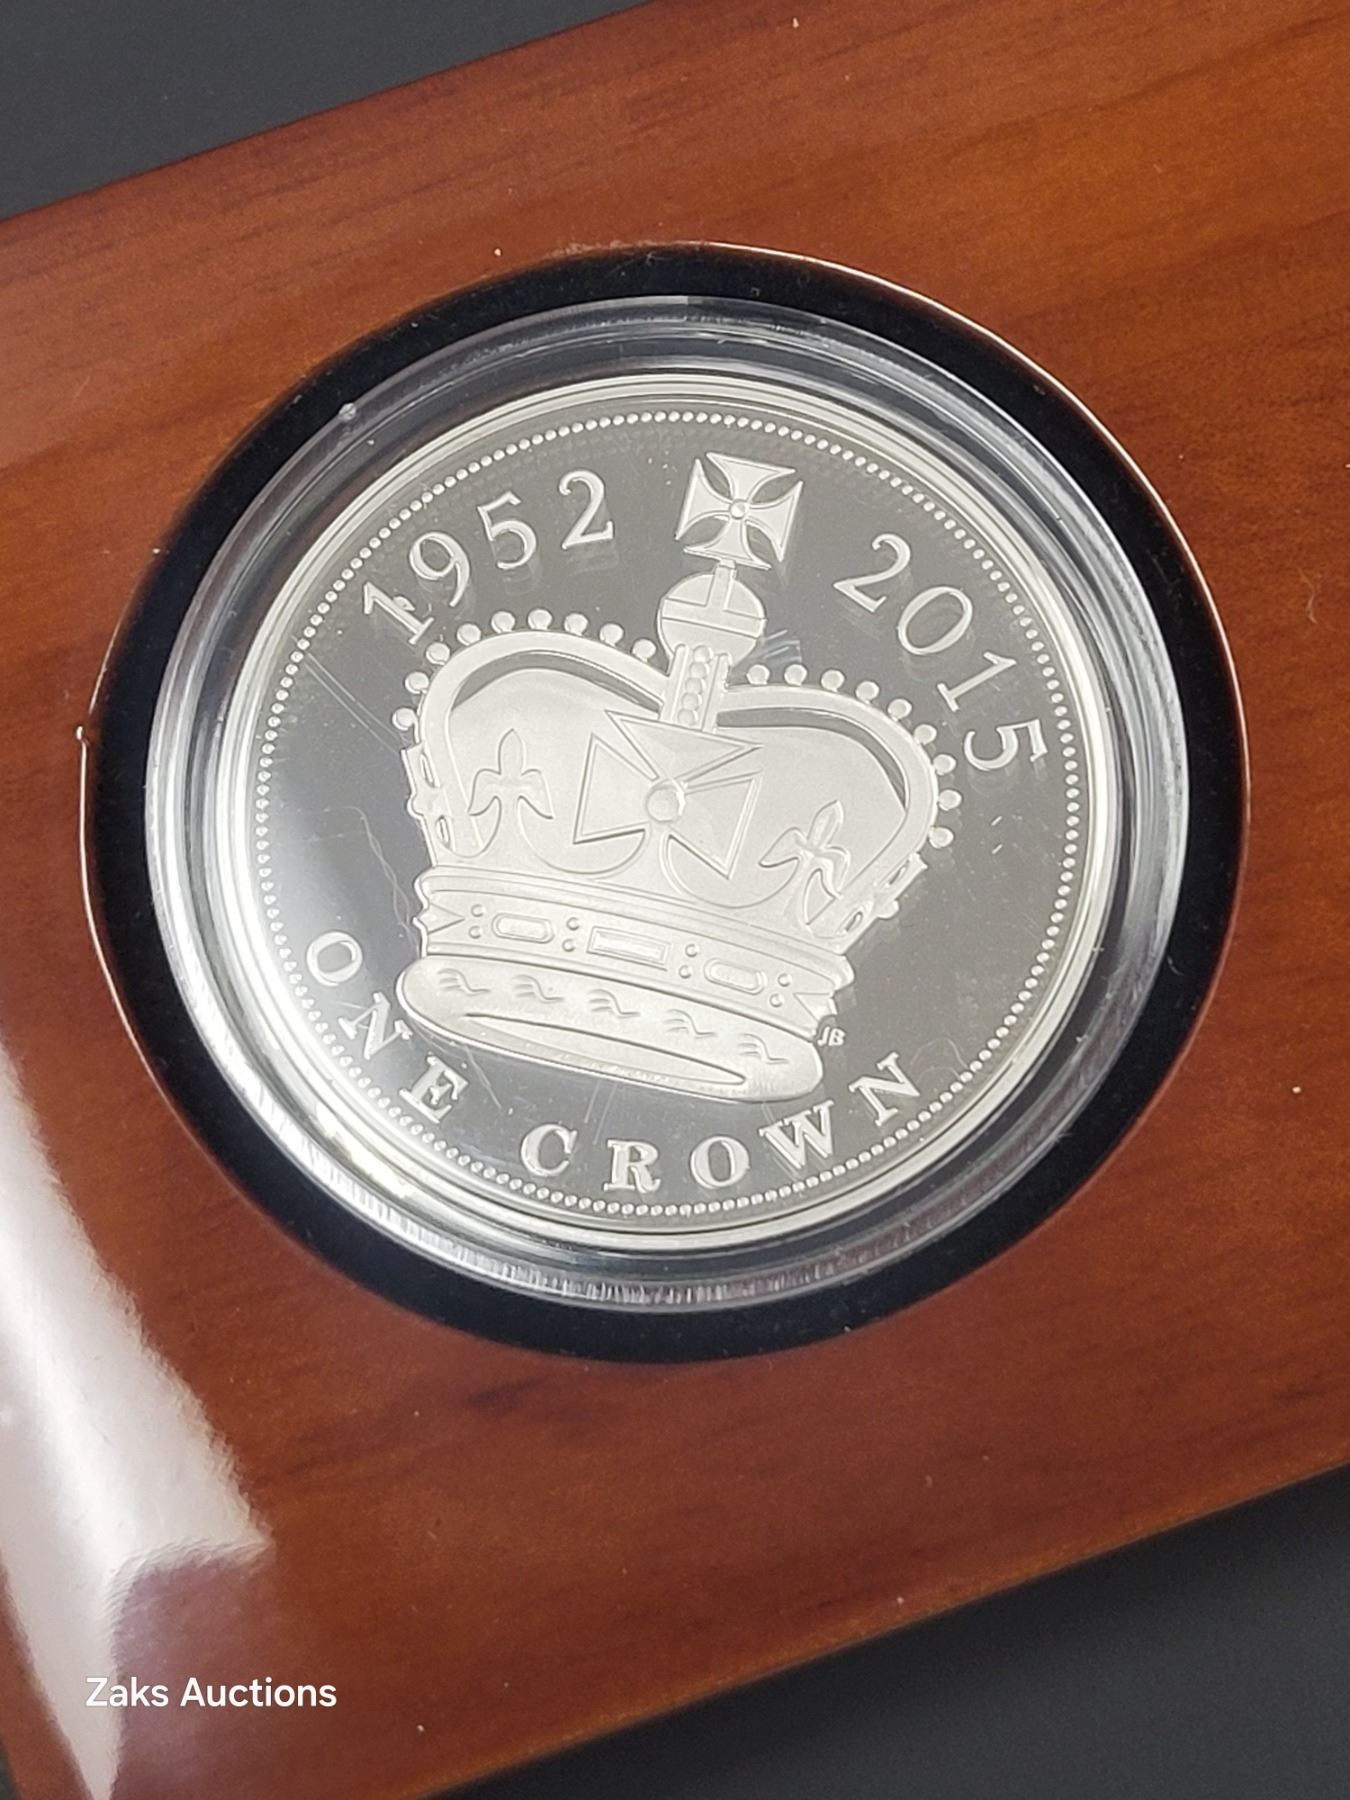 1952 2015
JB
ONE CROWN
Zaks Auctions